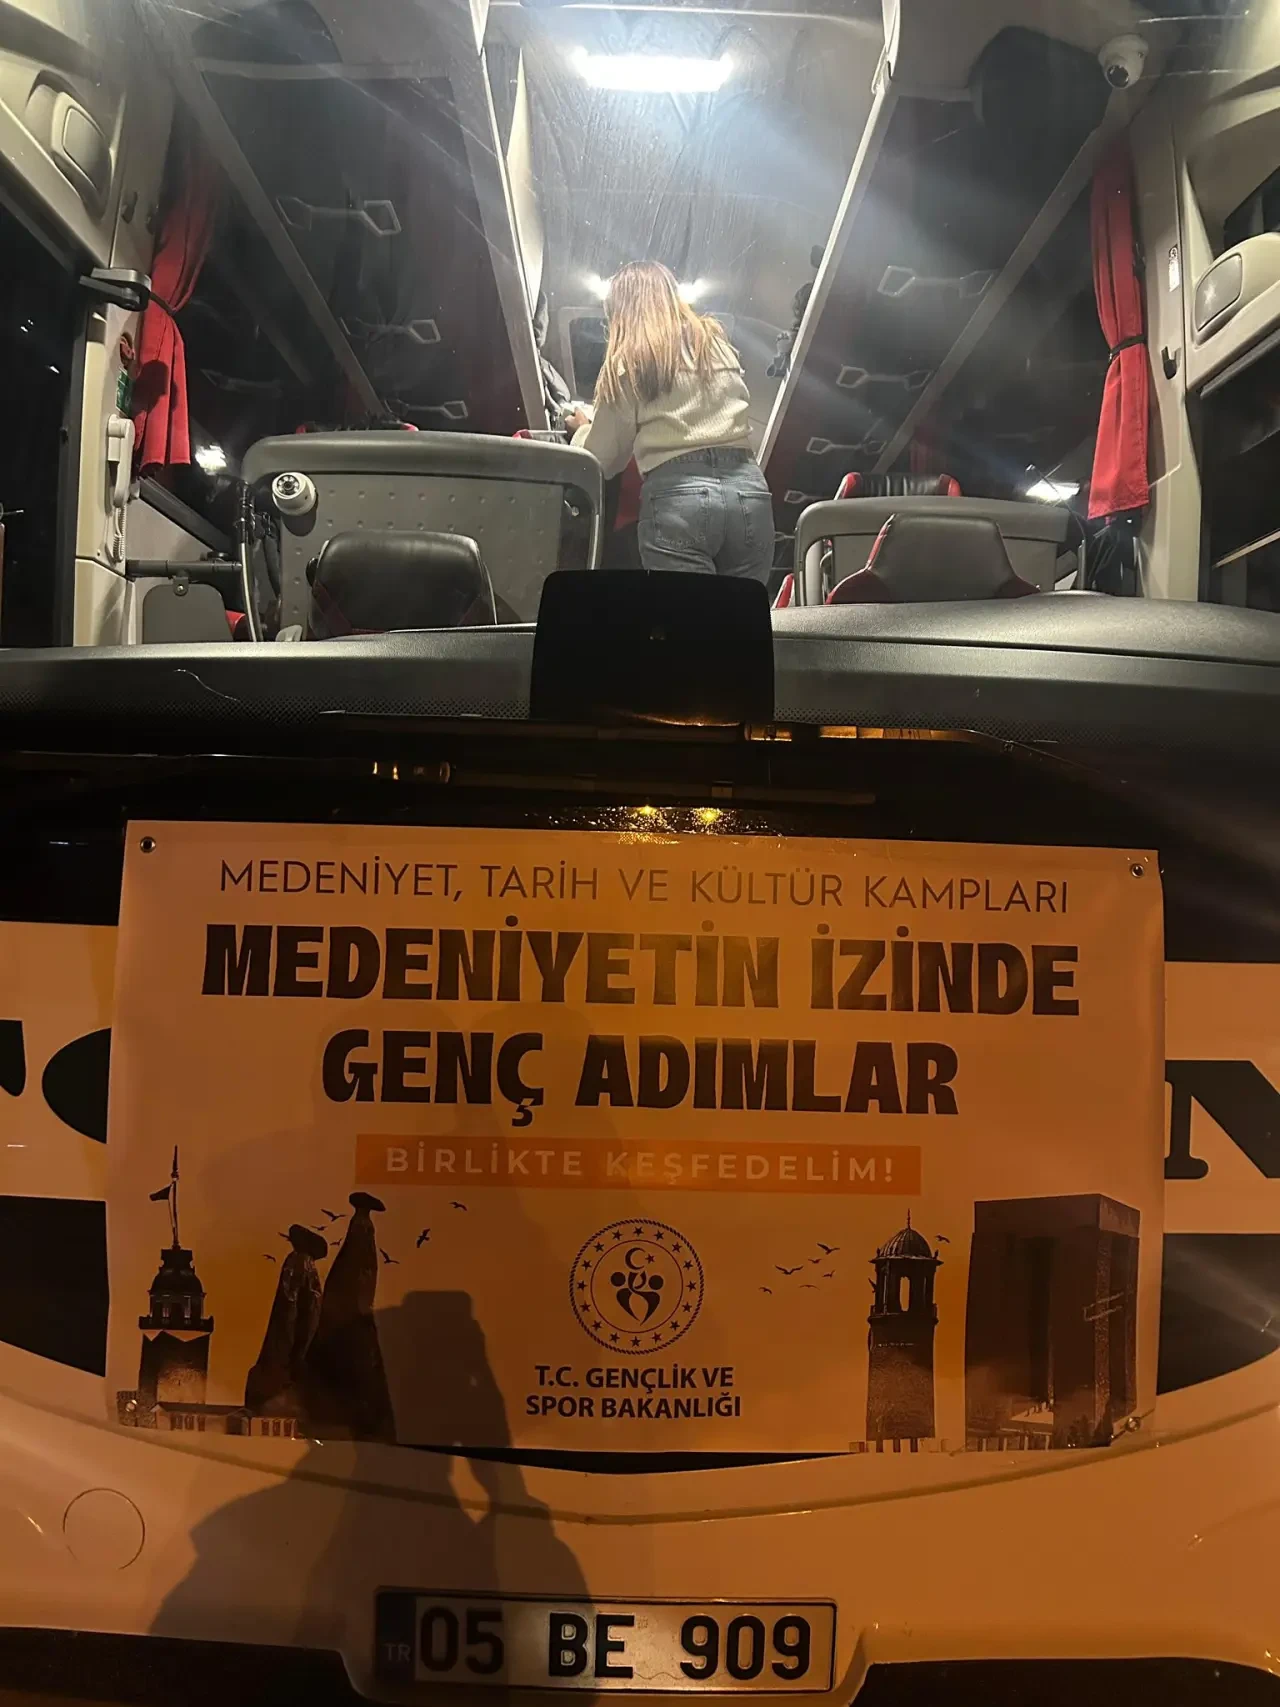 MEDENİYET, TARİH VE KÜLTÜR KAMPLARI
MEDENİYETİN İZİNDE
GENÇ ADIMLAR
BİRLİKTE KEŞFEDELİM!
T.C. GENÇLİK VE
SPOR BAKANLIĞI
N
TR 05 BE 909